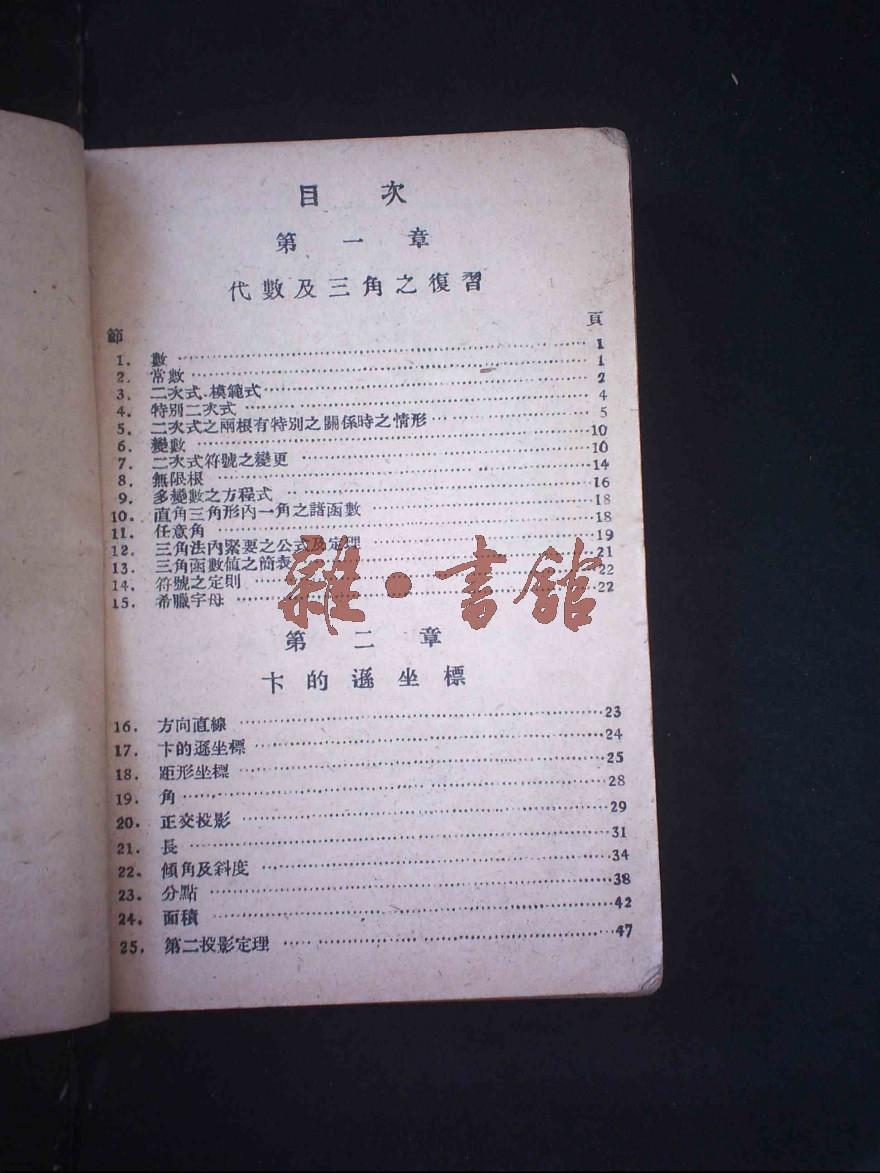 目 次
第 一 章
代數及三角之復習
節 頁
1. 數 1
2. 常數 1
3. 二次式 模範式 2
4. 特別二次式 4
5. 二次式之兩根有特別之關係時之情形 5
6. 變數 10
7. 二次式符號之變更 10
8. 無限根 14
9. 多變數之方程式 16
10. 直角三角形內一角之諸函數 18
11. 任意角 18
12. 三角法內緊要之公式及定理 19
13. 三角函數值之簡表 21
14. 符號之定則 22
15. 希臘字母 22
雜·書館
第 二 章
卡的遜坐標
16. 方向直線 23
17. 卡的遜坐標 24
18. 距形坐標 25
19. 角 28
20. 正交投影 29
21. 長 31
22. 傾角及斜度 34
23. 分點 38
24. 面積 42
25. 第二投影定理 47